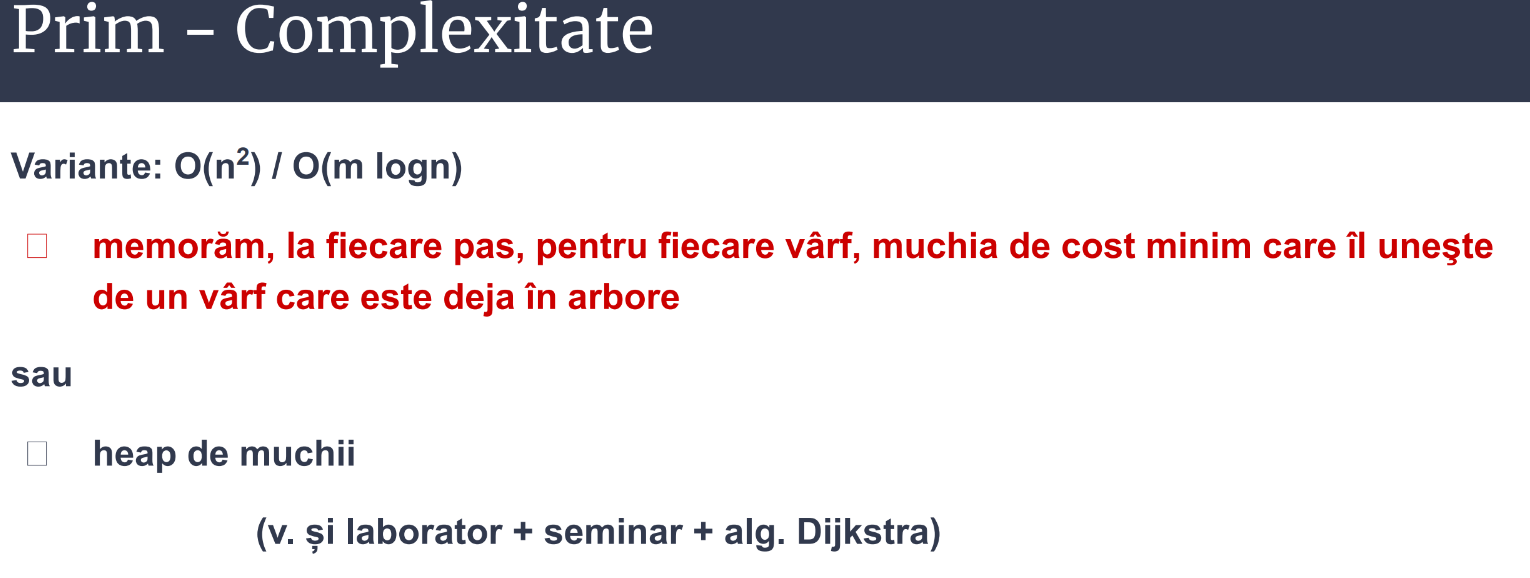 Prim - Complexitate
Variante: O(n²) / O(m logn)
memorăm, la fiecare pas, pentru fiecare vârf, muchia de cost minim care îl uneşte
de un vârf care este deja în arbore
sau
heap de muchii
(v. și laborator + seminar + alg. Dijkstra)